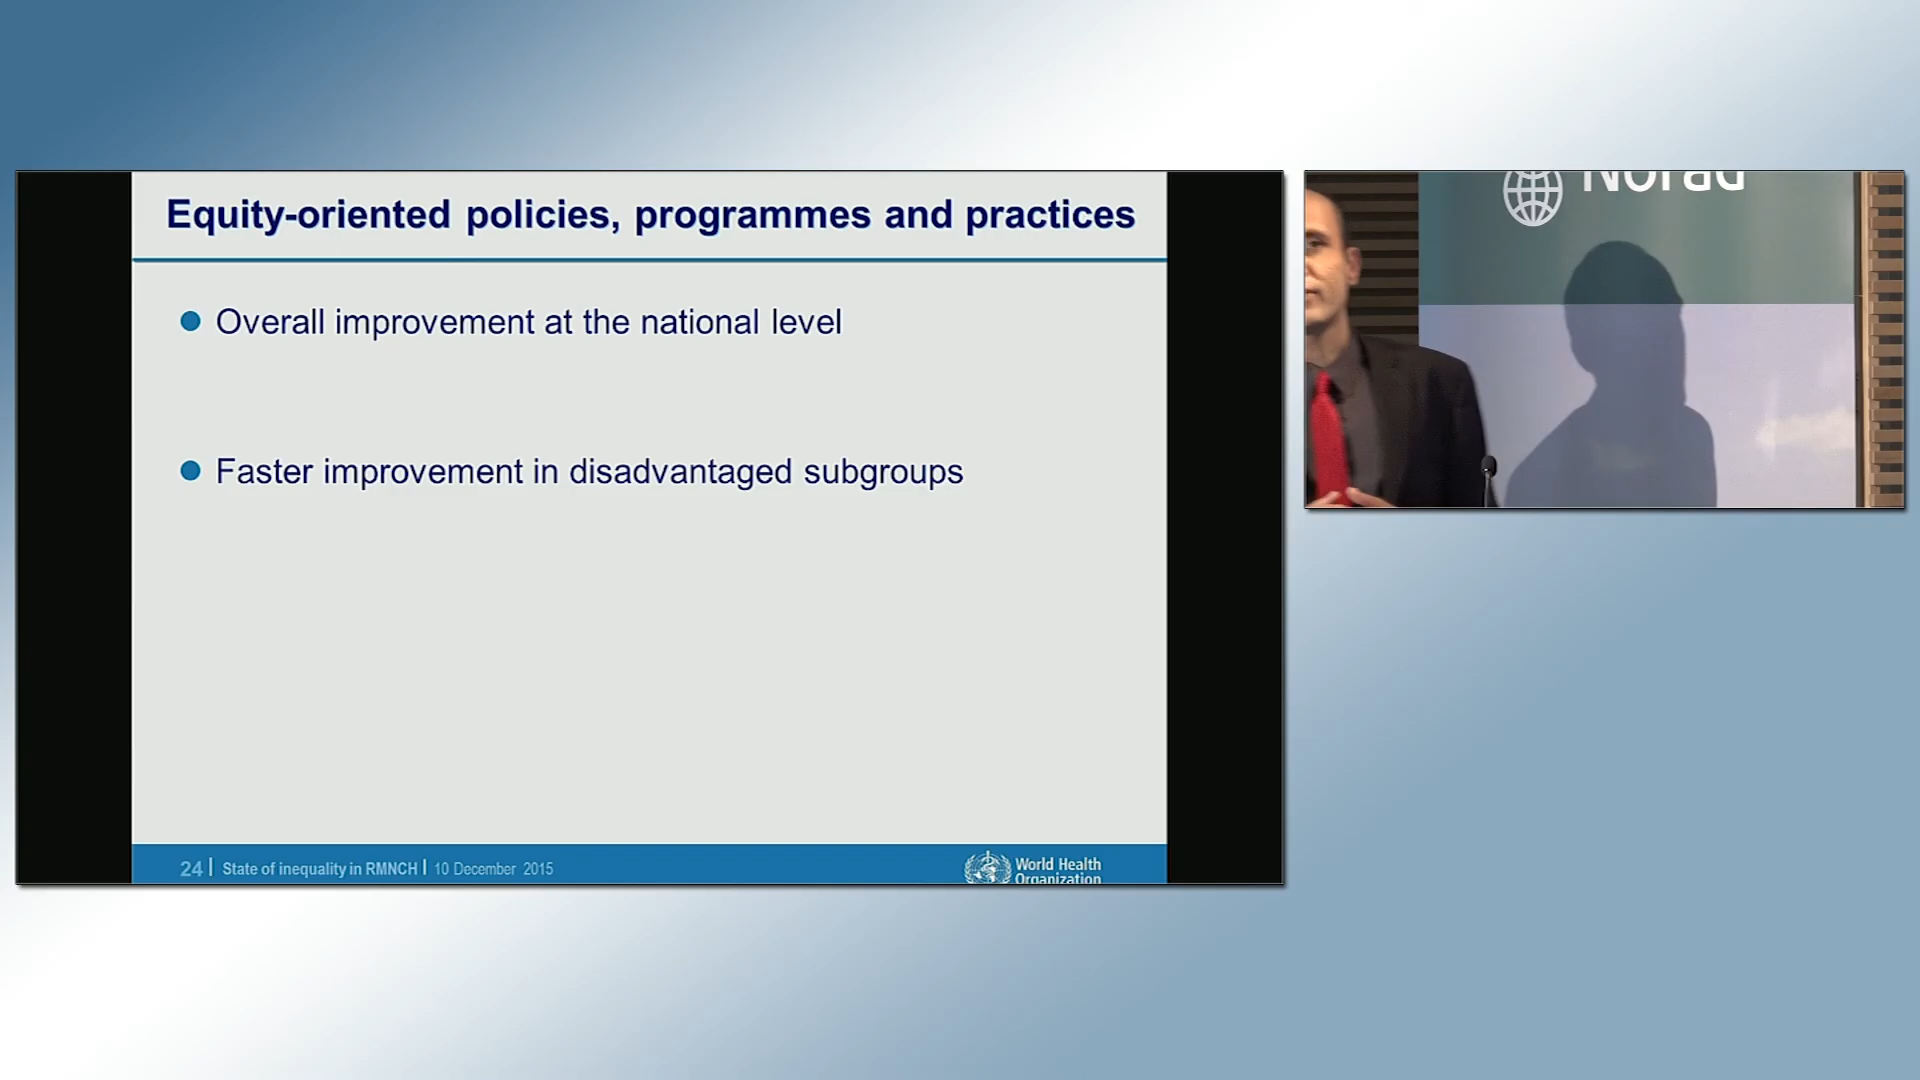 Equity-oriented policies, programmes and practices
Overall improvement at the national level
Faster improvement in disadvantaged subgroups
24 | State of inequality in RMNCH | 10 December 2015
World Health
Organization
Norad